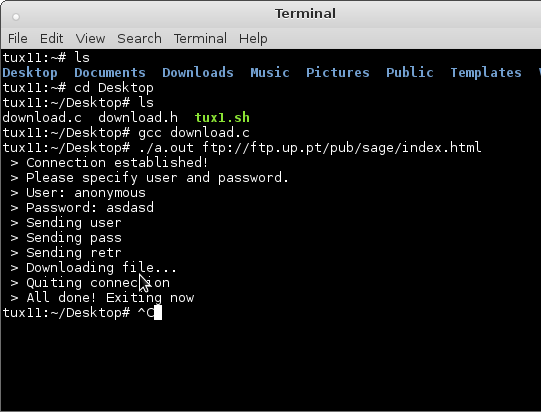 Terminal
File Edit View Search Terminal Help
tux11:~# ls
Desktop Documents Downloads Music Pictures Public Templates
tux11:~# cd Desktop
tux11:~/Desktop# ls
download.c download.h tux1.sh
tux11:~/Desktop# gcc download.c
tux11:~/Desktop# ./a.out ftp://ftp.up.pt/pub/sage/index.html
> Connection established!
> Please specify user and password.
> User: anonymous
> Password: asdasd
> Sending user
> Sending pass
> Sending retr
> Downloading file...
> Quiting connection
> All done! Exiting now
tux11:~/Desktop# ^C